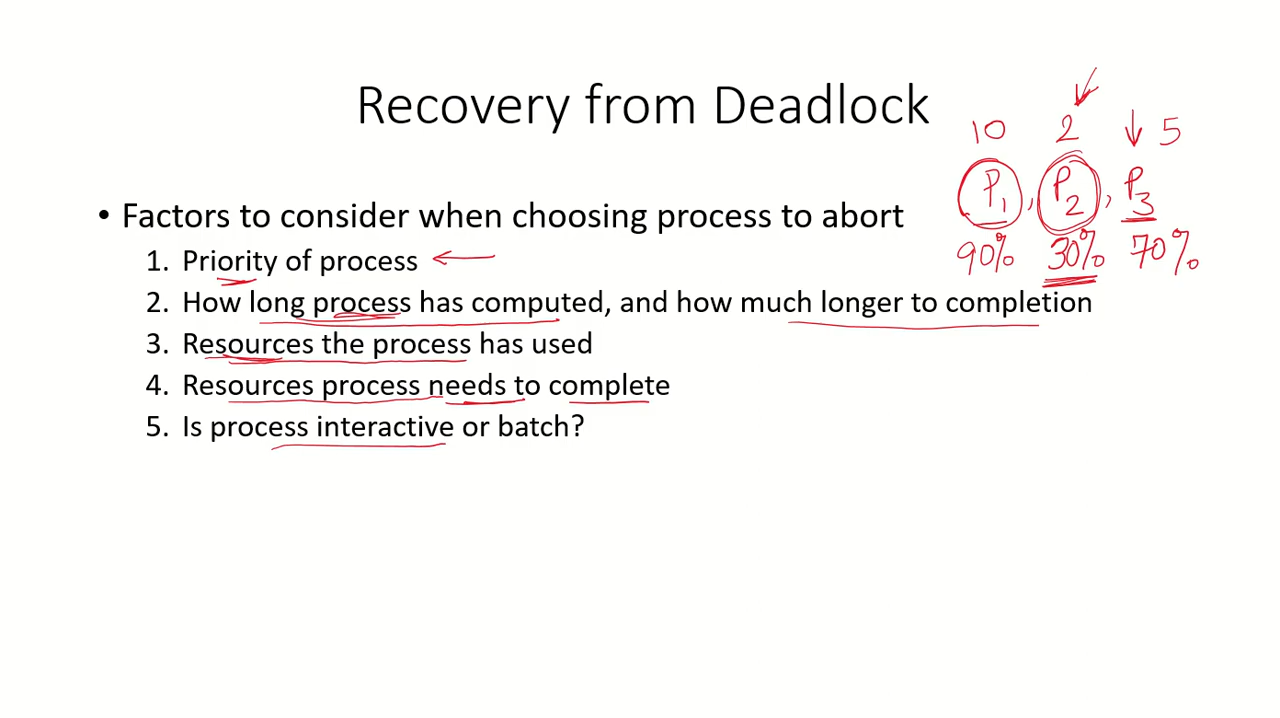 Recovery from Deadlock
10 2 5
P1, P2, P3
90% 30% 70%
• Factors to consider when choosing process to abort
1. Priority of process
2. How long process has computed, and how much longer to completion
3. Resources the process has used
4. Resources process needs to complete
5. Is process interactive or batch?